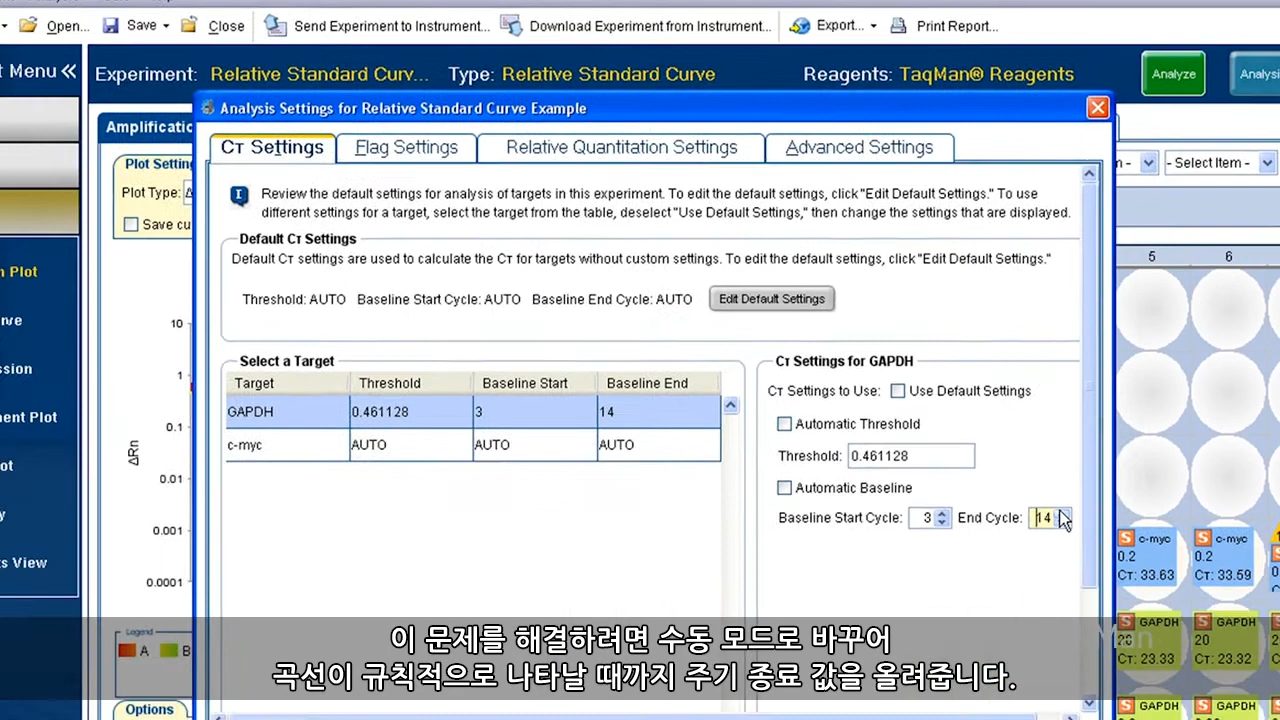 Open... Save Close Send Experiment to Instrument... Download Experiment from Instrument... Export... Print Report...
t Menu Experiment: Relative Standard Curv... Type: Relative Standard Curve Reagents: TaqMan® Reagents Analyze Analysi
Analysis Settings for Relative Standard Curve Example
Amplificatio
CT Settings Flag Settings Relative Quantitation Settings Advanced Settings
Plot Setting
Plot Type:
Save cu
m -
- Select Item -
Review the default settings for analysis of targets in this experiment. To edit the default settings, click "Edit Default Settings." To use
different settings for a target, select the target from the table, deselect "Use Default Settings," then change the settings that are displayed.
Default CT Settings
Default CT settings are used to calculate the CT for targets without custom settings. To edit the default settings, click "Edit Default Settings."
Threshold: AUTO Baseline Start Cycle: AUTO Baseline End Cycle: AUTO Edit Default Settings
5 6
n Plot
rve
ssion
nent Plot
ot
y
ts View
10
1
0.1
0.01
0.001
0.0001
ΔRn
Select a Target
Target Threshold Baseline Start Baseline End
GAPDH 0.461128 3 14
c-myc AUTO AUTO AUTO
CT Settings for GAPDH
CT Settings to Use: Use Default Settings
Automatic Threshold
Threshold: 0.461128
Automatic Baseline
Baseline Start Cycle: 3 End Cycle: 14
S c-myc S c-myc S
0.2 0.2
CT: 33.63 CT: 33.59
S S S
20 20
CT: 23.33 CT: 23.32
S GAPDH S GAPDH S
Legend
A B
Options
이 문제를 해결하려면 수동 모드로 바꾸어
곡선이 규칙적으로 나타날 때까지 주기 종료 값을 올려줍니다.